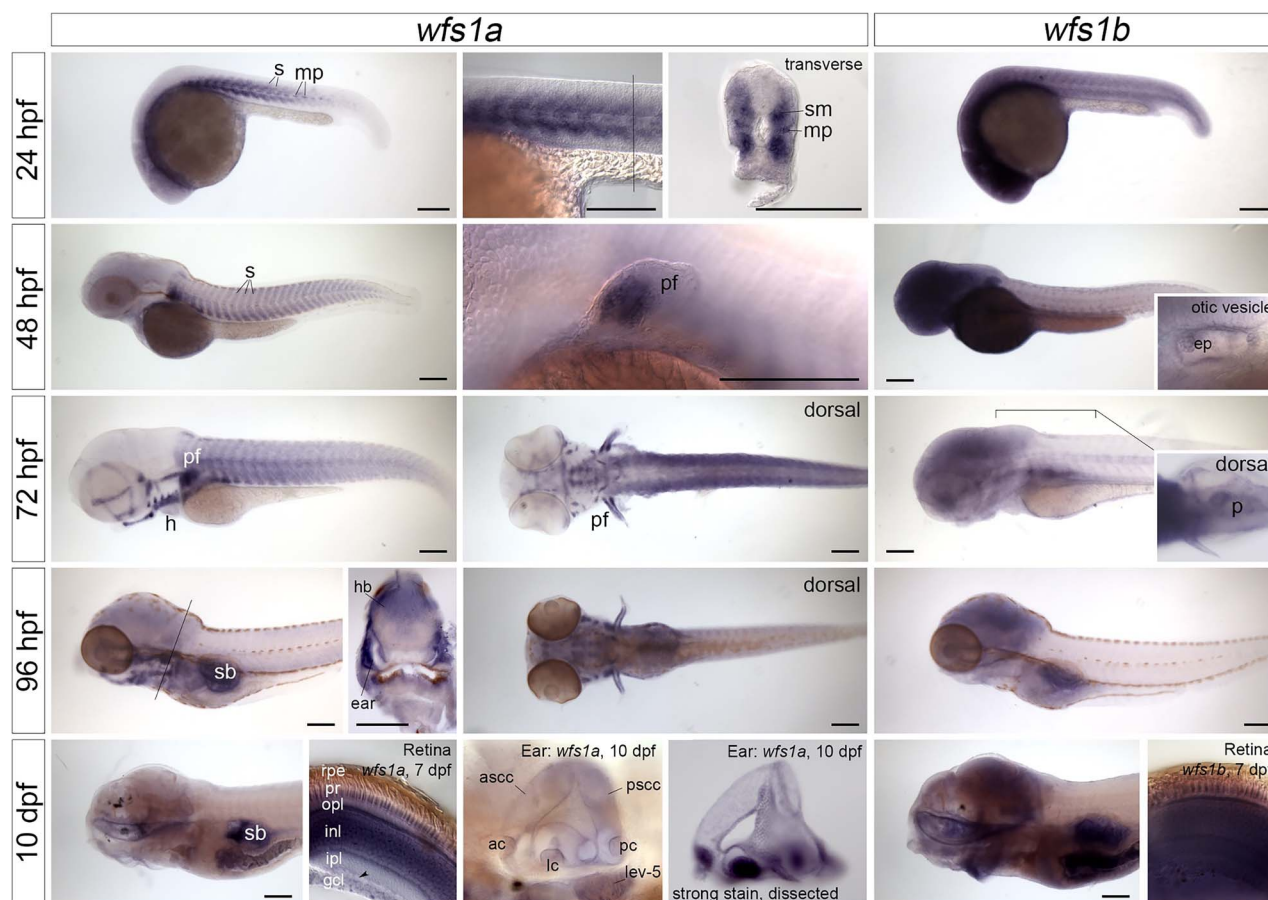 wfs1a
wfs1b
24 hpf
s
mp
transverse
sm
mp
48 hpf
s
pf
otic vesicle
ep
72 hpf
pf
h
dorsal
pf
dorsal
p
96 hpf
sb
hb
ear
dorsal
10 dpf
sb
Retina
wfs1a, 7 dpf
rpe
pr
opl
inl
ipl
gcl
Ear: wfs1a, 10 dpf
ascc
pscc
ac
lc
pc
lev-5
Ear: wfs1a, 10 dpf
strong stain, dissected
Retina
wfs1b, 7 dpf